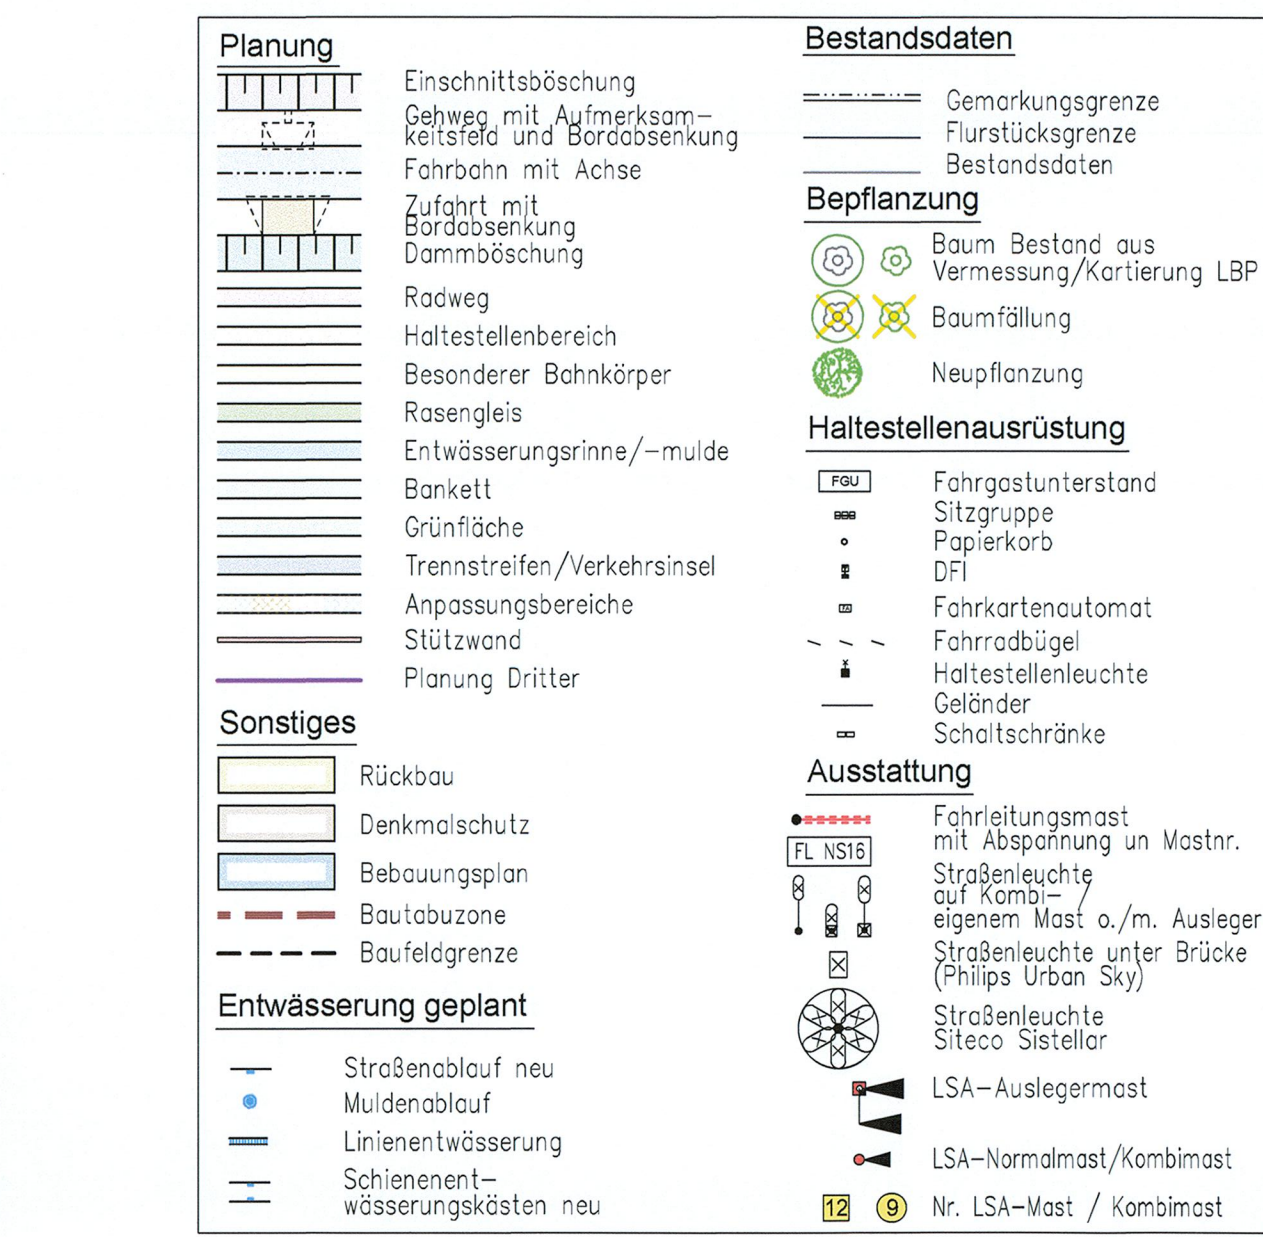 Planung
Einschnittsböschung
Gehweg mit Aufmerksam-
keitsfeld und Bordabsenkung
Fahrbahn mit Achse
Zufahrt mit
Bordabsenkung
Dammböschung
Radweg
Haltestellenbereich
Besonderer Bahnkörper
Rasengleis
Entwässerungsrinne/-mulde
Bankett
Grünfläche
Trennstreifen/Verkehrsinsel
Anpassungsbereiche
Stützwand
Planung Dritter
Sonstiges
Rückbau
Denkmalschutz
Bebauungsplan
Bautabuzone
Baufeldgrenze
Entwässerung geplant
Straßenablauf neu
Muldenablauf
Linienentwässerung
Schienenent-
wässerungskästen neu
Bestandsdaten
Gemarkungsgrenze
Flurstücksgrenze
Bestandsdaten
Bepflanzung
Baum Bestand aus
Vermessung/Kartierung LBP
Baumfällung
Neupflanzung
Haltestellenausrüstung
FGU Fahrgastunterstand
Sitzgruppe
Papierkorb
DFI
Fahrkartenautomat
Fahrradbügel
Haltestellenleuchte
Geländer
Schaltschränke
Ausstattung
Fahrleitungsmast
mit Abspannung un Mastnr.
FL NS16
Straßenleuchte
auf Kombi- /
eigenem Mast o./m. Ausleger
Straßenleuchte unter Brücke
(Philips Urban Sky)
Straßenleuchte
Siteco Sistellar
LSA-Auslegermast
LSA-Normalmast/Kombimast
12 9 Nr. LSA-Mast / Kombimast